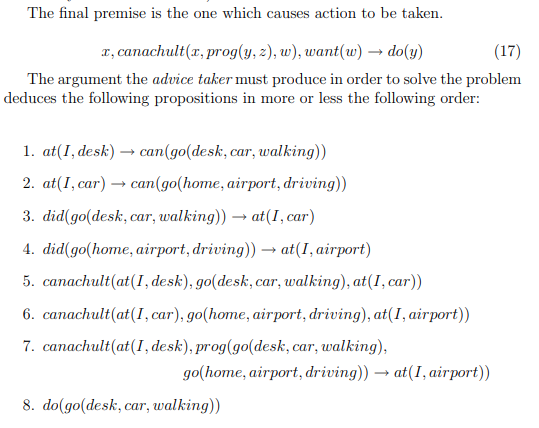 The final premise is the one which causes action to be taken.
x, canachult(x, prog(y, z), w), want(w) → do(y) (17)
The argument the advice taker must produce in order to solve the problem
deduces the following propositions in more or less the following order:
1. at(I, desk) → can(go(desk, car, walking))
2. at(I, car) → can(go(home, airport, driving))
3. did(go(desk, car, walking)) → at(I, car)
4. did(go(home, airport, driving)) → at(I, airport)
5. canachult(at(I, desk), go(desk, car, walking), at(I, car))
6. canachult(at(I, car), go(home, airport, driving), at(I, airport))
7. canachult(at(I, desk), prog(go(desk, car, walking),
go(home, airport, driving)) → at(I, airport))
8. do(go(desk, car, walking))